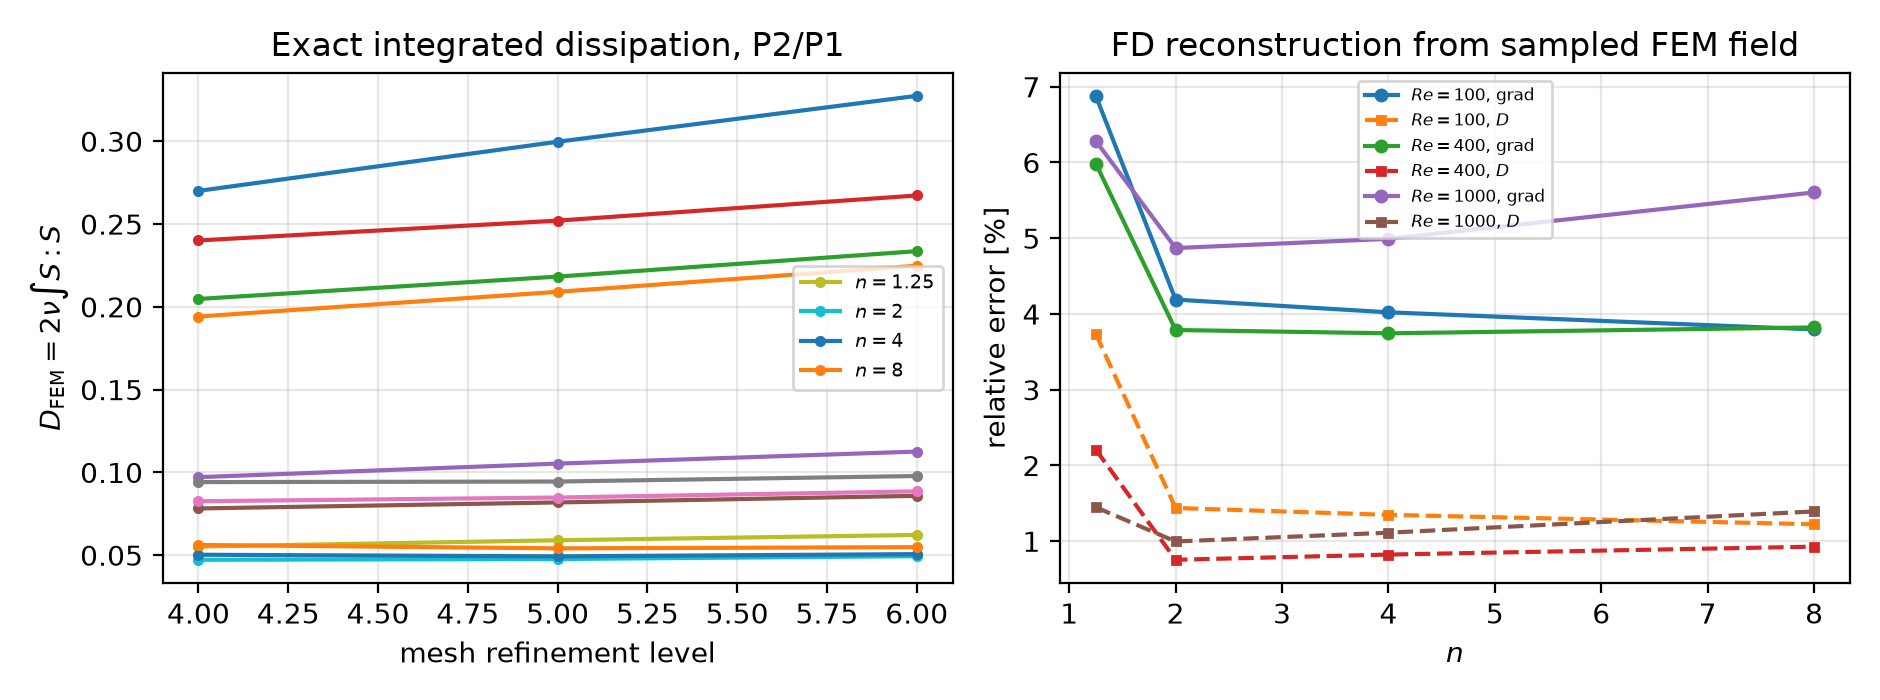 Exact integrated dissipation, P2/P1
D_FEM = 2ν∫S : S
0.30
0.25
0.20
0.15
0.10
0.05
n = 1.25
n = 2
n = 4
n = 8
4.00 4.25 4.50 4.75 5.00 5.25 5.50 5.75 6.00
mesh refinement level
FD reconstruction from sampled FEM field
relative error [%]
7
6
5
4
3
2
1
Re = 100, grad
Re = 100, D
Re = 400, grad
Re = 400, D
Re = 1000, grad
Re = 1000, D
1 2 3 4 5 6 7 8
n